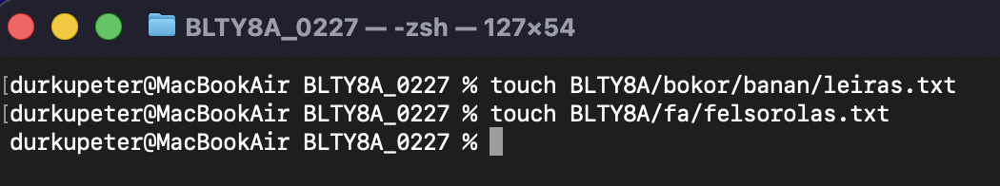 BLTY8A_0227 — -zsh — 127×54
[durkupeter@MacBookAir BLTY8A_0227 % touch BLTY8A/bokor/banan/leiras.txt
[durkupeter@MacBookAir BLTY8A_0227 % touch BLTY8A/fa/felsorolas.txt
durkupeter@MacBookAir BLTY8A_0227 %